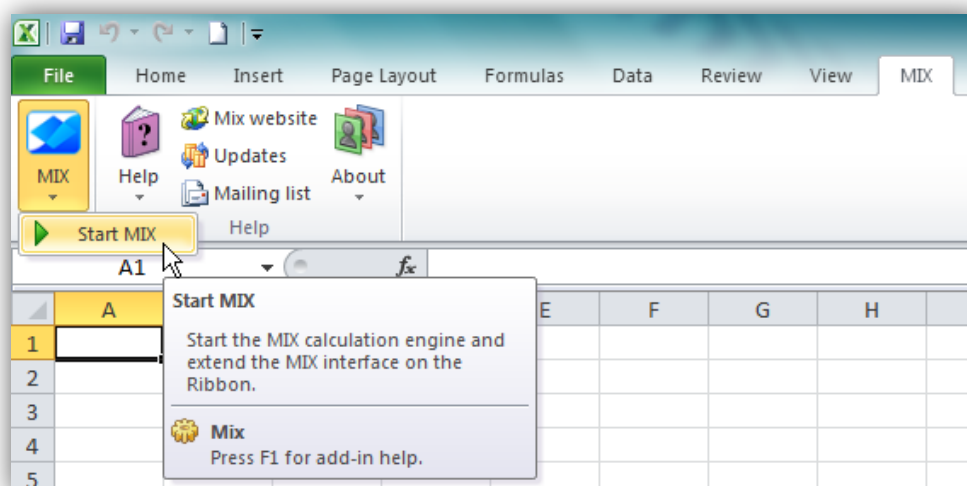 File Home Insert Page Layout Formulas Data Review View MIX
MIX
Help
Mix website
Updates
Mailing list
About
Help
Start MIX
A1
fx
A E F G H
Start MIX
Start the MIX calculation engine and
extend the MIX interface on the
Ribbon.
Mix
Press F1 for add-in help.
1
2
3
4
5